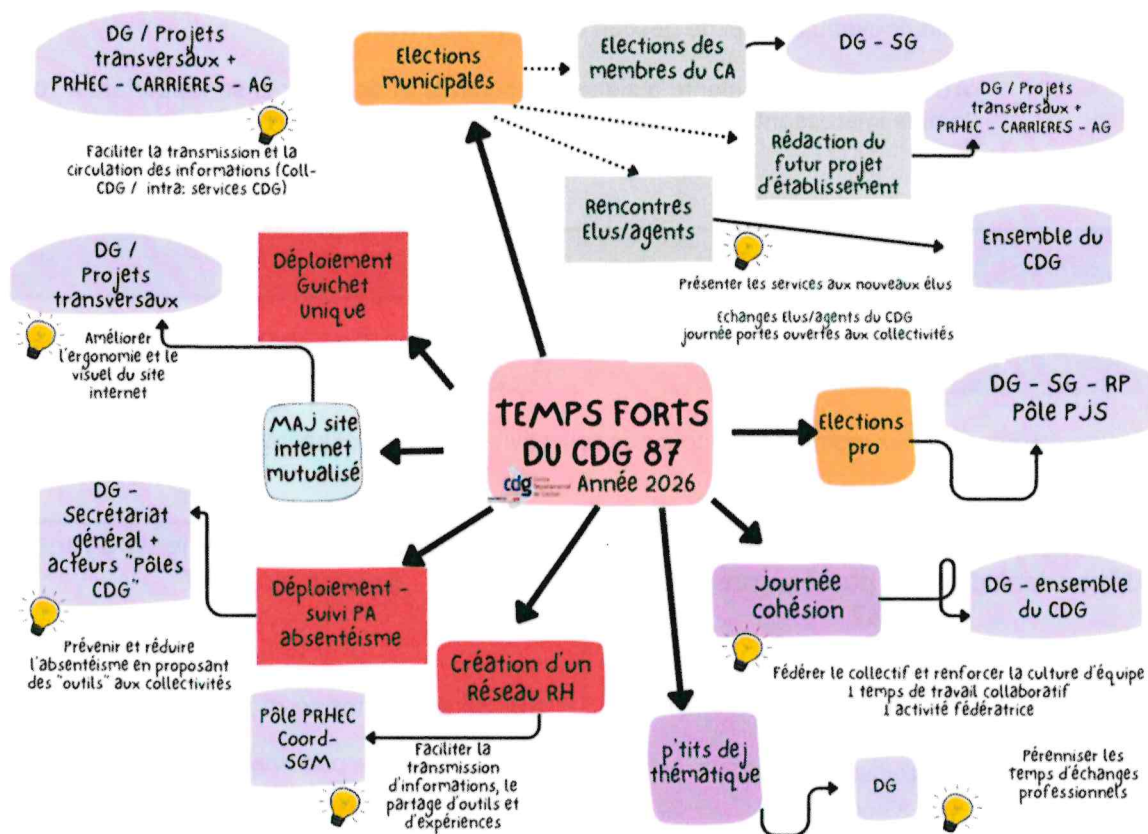 DG / Projets
transversaux +
PRHEC - CARRIERES - AG
Faciliter la transmission et la
circulation des informations (Coll-
CDG / intra: services CDG)
Elections
municipales
Elections des
membres du CA
DG - SG
Rédaction du
futur projet
d'établissement
DG / Projets
transversaux +
PRHEC - CARRIERES - AG
Rencontres
Elus/agents
Ensemble du
CDG
Présenter les services aux nouveaux élus
Echanges Elus/agents du CDG
journée portes ouvertes aux collectivités
Déploiement
Guichet
unique
DG /
Projets
transversaux
Améliorer
l'ergonomie et le
visuel du site
internet
MAJ site
internet
mutualisé
TEMPS FORTS
DU CDG 87
Année 2026
cdg
Elections
pro
DG - SG - RP
Pôle PJS
DG -
Secrétariat
général +
acteurs "Pôles
CDG"
Prévenir et réduire
l'absentéisme en proposant
des "outils" aux collectivités
Déploiement -
suivi PA
absentéisme
Création d'un
Réseau RH
Pôle PRHEC
Coord-
SGM
Faciliter la
transmission
d'informations, le
partage d'outils et
d'expériences
Journée
cohésion
DG - ensemble
du CDG
Fédérer le collectif et renforcer la culture d'équipe
1 temps de travail collaboratif
1 activité fédératrice
p'tits dej
thématique
DG
Pérenniser les
temps d'échanges
professionnels